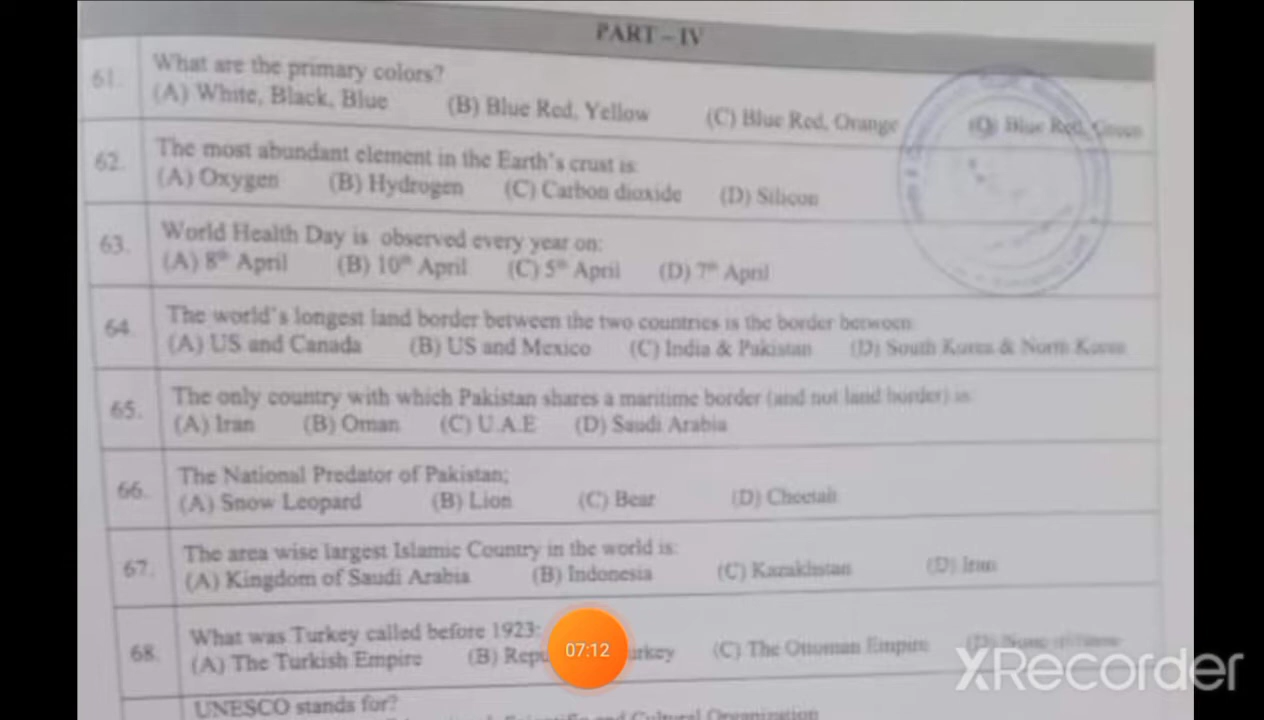 PART – IV
61. What are the primary colors?
(A) White, Black, Blue (B) Blue Red, Yellow (C) Blue Red, Orange (D) Blue Red, Green
62. The most abundant element in the Earth's crust is:
(A) Oxygen (B) Hydrogen (C) Carbon dioxide (D) Silicon
63. World Health Day is observed every year on:
(A) 8th April (B) 10th April (C) 5th April (D) 7th April
64. The world's longest land border between the two countries is the border between:
(A) US and Canada (B) US and Mexico (C) India & Pakistan (D) South Korea & North Korea
65. The only country with which Pakistan shares a maritime border (and not land border) is:
(A) Iran (B) Oman (C) U.A.E (D) Saudi Arabia
66. The National Predator of Pakistan;
(A) Snow Leopard (B) Lion (C) Bear (D) Cheetah
67. The area wise largest Islamic Country in the world is:
(A) Kingdom of Saudi Arabia (B) Indonesia (C) Kazakhstan (D) Iran
68. What was Turkey called before 1923:
(A) The Turkish Empire (B) (C) The Ottoman Empire
07:12
XRecorder
UNESCO stands for?
Scientific and Cultural Organization